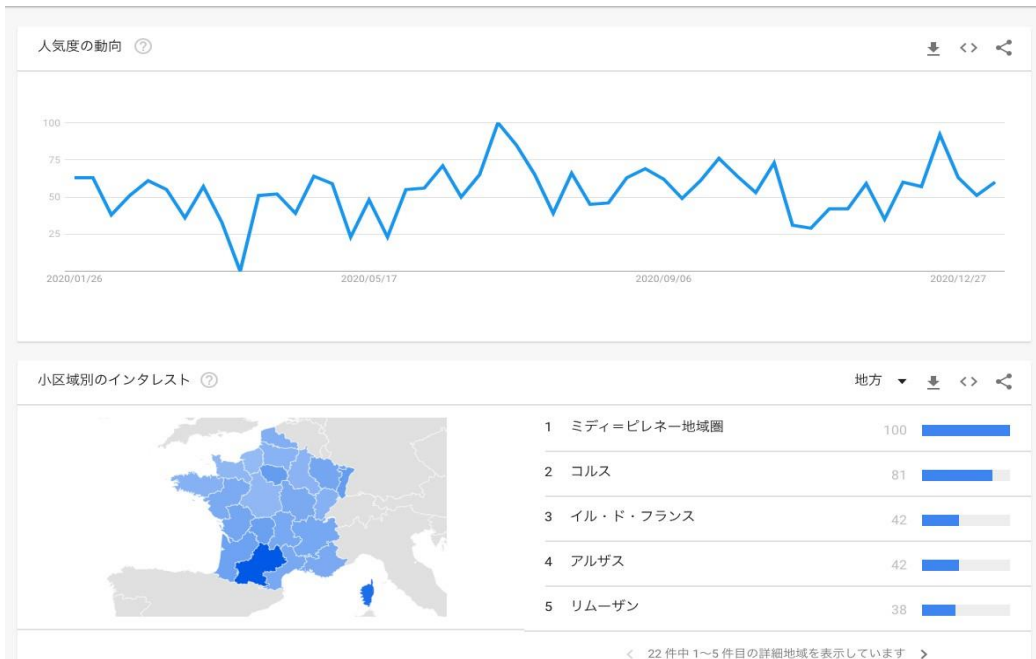 人気度の動向
100
75
50
25
2020/01/26 2020/05/17 2020/09/06 2020/12/27
小区域別のインタレスト 地方
1 ミディ＝ピレネー地域圏 100
2 コルス 81
3 イル・ド・フランス 42
4 アルザス 42
5 リムーザン 38
22 件中 1～5 件目の詳細地域を表示しています